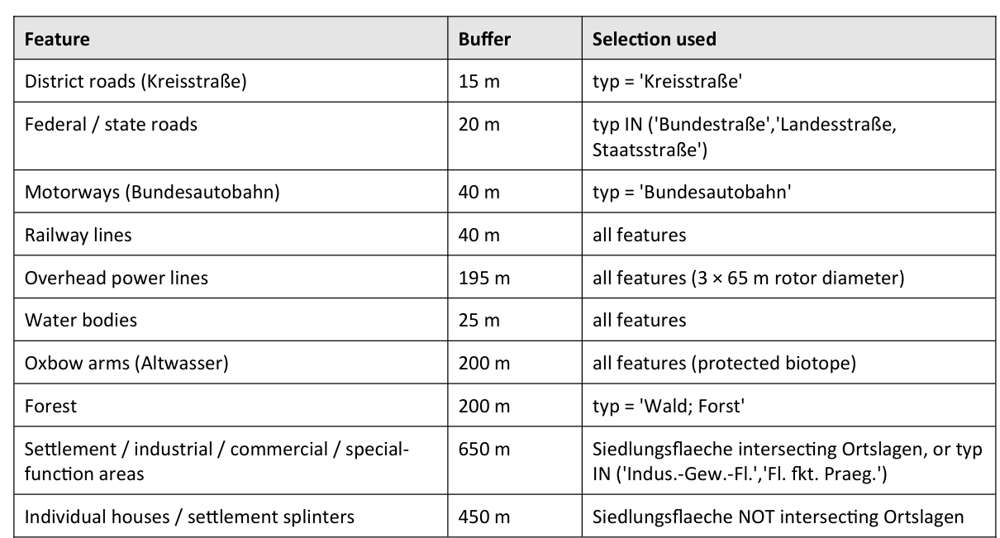 Feature Buffer Selection used
District roads (Kreisstraße) 15 m typ = 'Kreisstraße'
Federal / state roads 20 m typ IN ('Bundestraße','Landesstraße,
Staatsstraße')
Motorways (Bundesautobahn) 40 m typ = 'Bundesautobahn'
Railway lines 40 m all features
Overhead power lines 195 m all features (3 × 65 m rotor diameter)
Water bodies 25 m all features
Oxbow arms (Altwasser) 200 m all features (protected biotope)
Forest 200 m typ = 'Wald; Forst'
Settlement / industrial / commercial / special- 650 m Siedlungsflaeche intersecting Ortslagen, or typ
function areas IN ('Indus.-Gew.-Fl.','Fl. fkt. Praeg.')
Individual houses / settlement splinters 450 m Siedlungsflaeche NOT intersecting Ortslagen